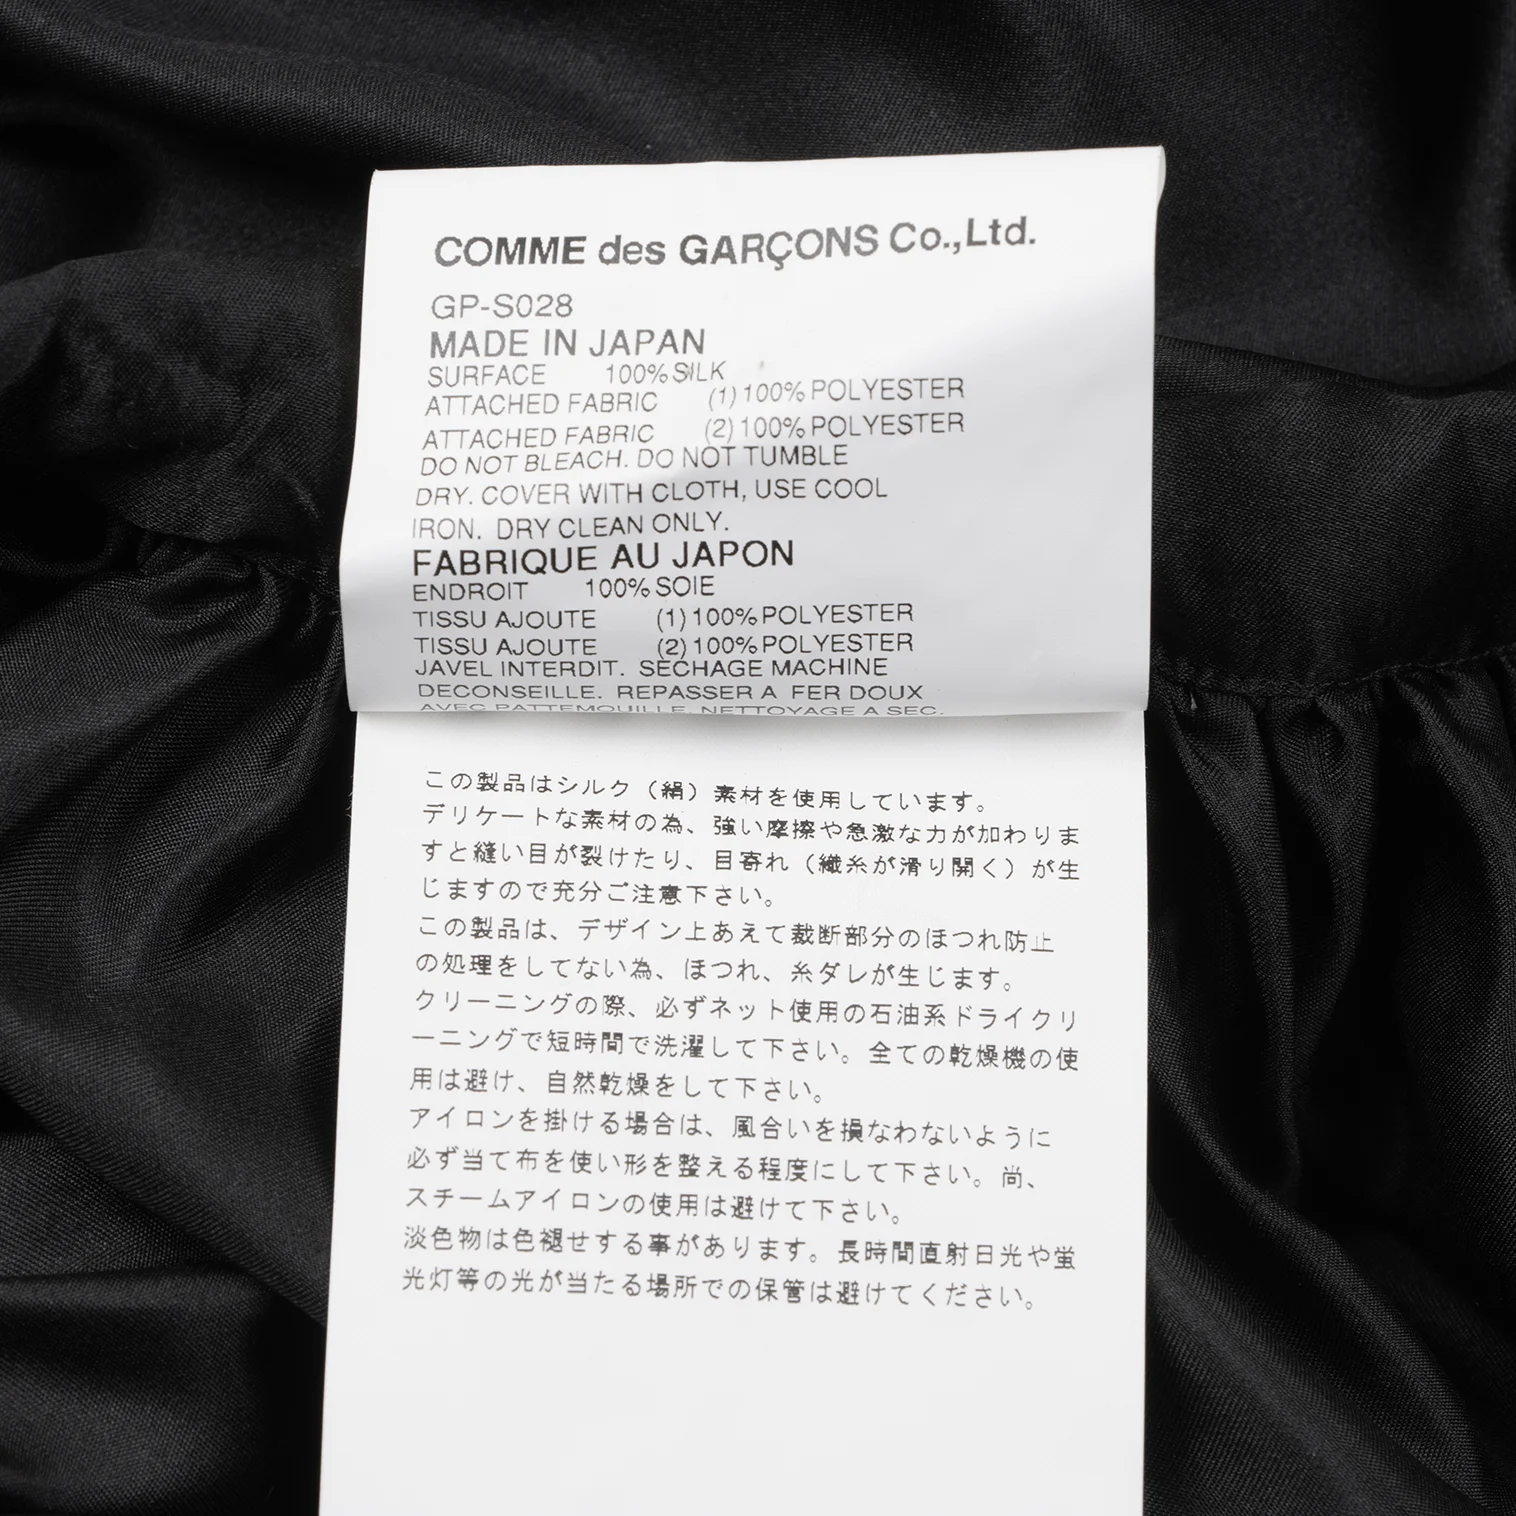 COMME des GARÇONS Co.,Ltd.
GP-S028
MADE IN JAPAN
SURFACE 100% SILK
ATTACHED FABRIC (1) 100% POLYESTER
ATTACHED FABRIC (2) 100% POLYESTER
DO NOT BLEACH. DO NOT TUMBLE
DRY. COVER WITH CLOTH, USE COOL
IRON. DRY CLEAN ONLY.
FABRIQUE AU JAPON
ENDROIT 100% SOIE
TISSU AJOUTE (1) 100% POLYESTER
TISSU AJOUTE (2) 100% POLYESTER
JAVEL INTERDIT. SECHAGE MACHINE
DECONSEILLE. REPASSER A FER DOUX
AVEC PATTEMOUILLE. NETTOYAGE A SEC.
この製品はシルク（絹）素材を使用しています。
デリケートな素材の為、強い摩擦や急激な力が加わりま
すと縫い目が裂けたり、目寄れ（織糸が滑り開く）が生
じますので充分ご注意下さい。
この製品は、デザイン上あえて裁断部分のほつれ防止
の処理をしてない為、ほつれ、糸ダレが生じます。
クリーニングの際、必ずネット使用の石油系ドライクリ
ーニングで短時間で洗濯して下さい。全ての乾燥機の使
用は避け、自然乾燥をして下さい。
アイロンを掛ける場合は、風合いを損なわないように
必ず当て布を使い形を整える程度にして下さい。尚、
スチームアイロンの使用は避けて下さい。
淡色物は色褪せする事があります。長時間直射日光や蛍
光灯等の光が当たる場所での保管は避けてください。